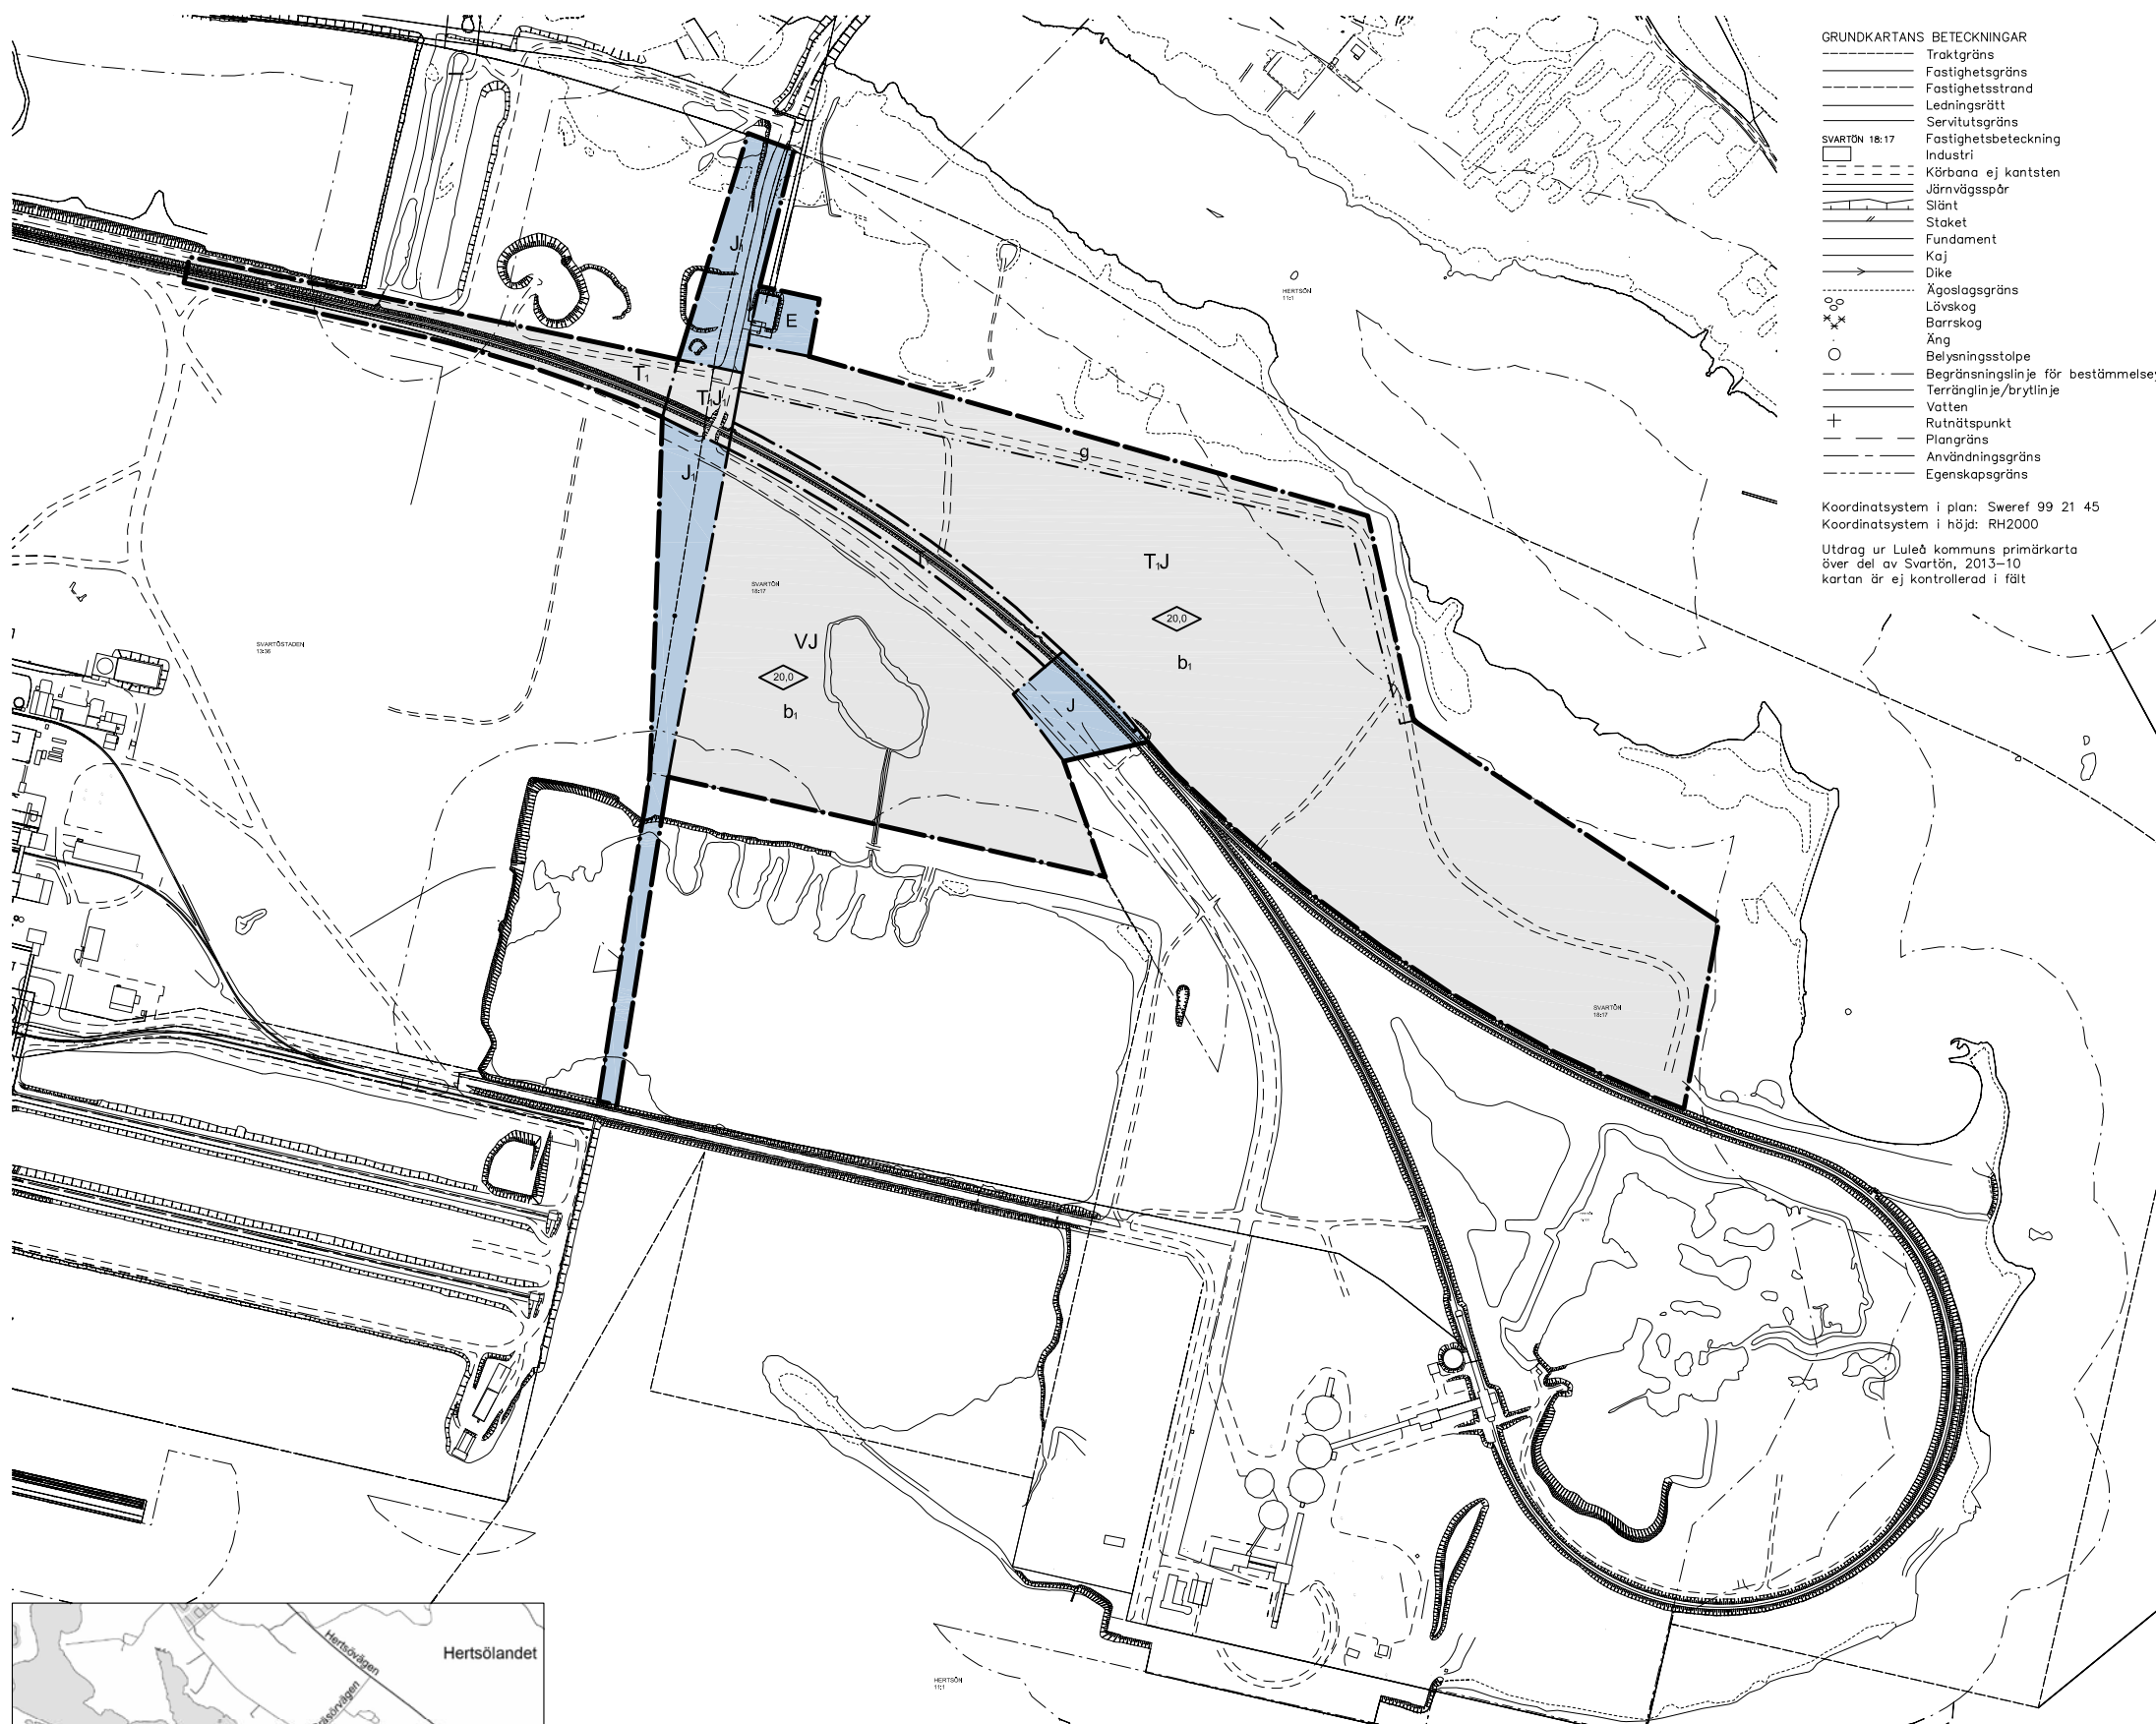 GRUNDKARTANS BETECKNINGAR
Traktgräns
Fastighetsgräns
Fastighetsstrand
Ledningsrätt
Servitutsgräns
SVARTÖN 18:17 Fastighetsbeteckning
Industri
Körbana ej kantsten
Järnvägsspår
Slänt
Staket
Fundament
Kaj
Dike
Ägoslagsgräns
Lövskog
Barrskog
Äng
Belysningsstolpe
Begränsningslinje för bestämmelse
Terränglinje/brytlinje
Vatten
Rutnätspunkt
Plangräns
Användningsgräns
Egenskapsgräns
Koordinatsystem i plan: Sweref 99 21 45
Koordinatsystem i höjd: RH2000
Utdrag ur Luleå kommuns primärkarta
över del av Svartön, 2013-10
kartan är ej kontrollerad i fält
J₁
E
HERTSÖN
11:1
T₁
T₁J₁
g
J₁
T₁J
20,0
b₁
SVARTÖN
18:17
SVARTÖSTADEN
13:36
VJ
20,0
b₁
J
SVARTÖN
18:17
Hertsövägen
Hertsölandet
HERTSÖN
11:1